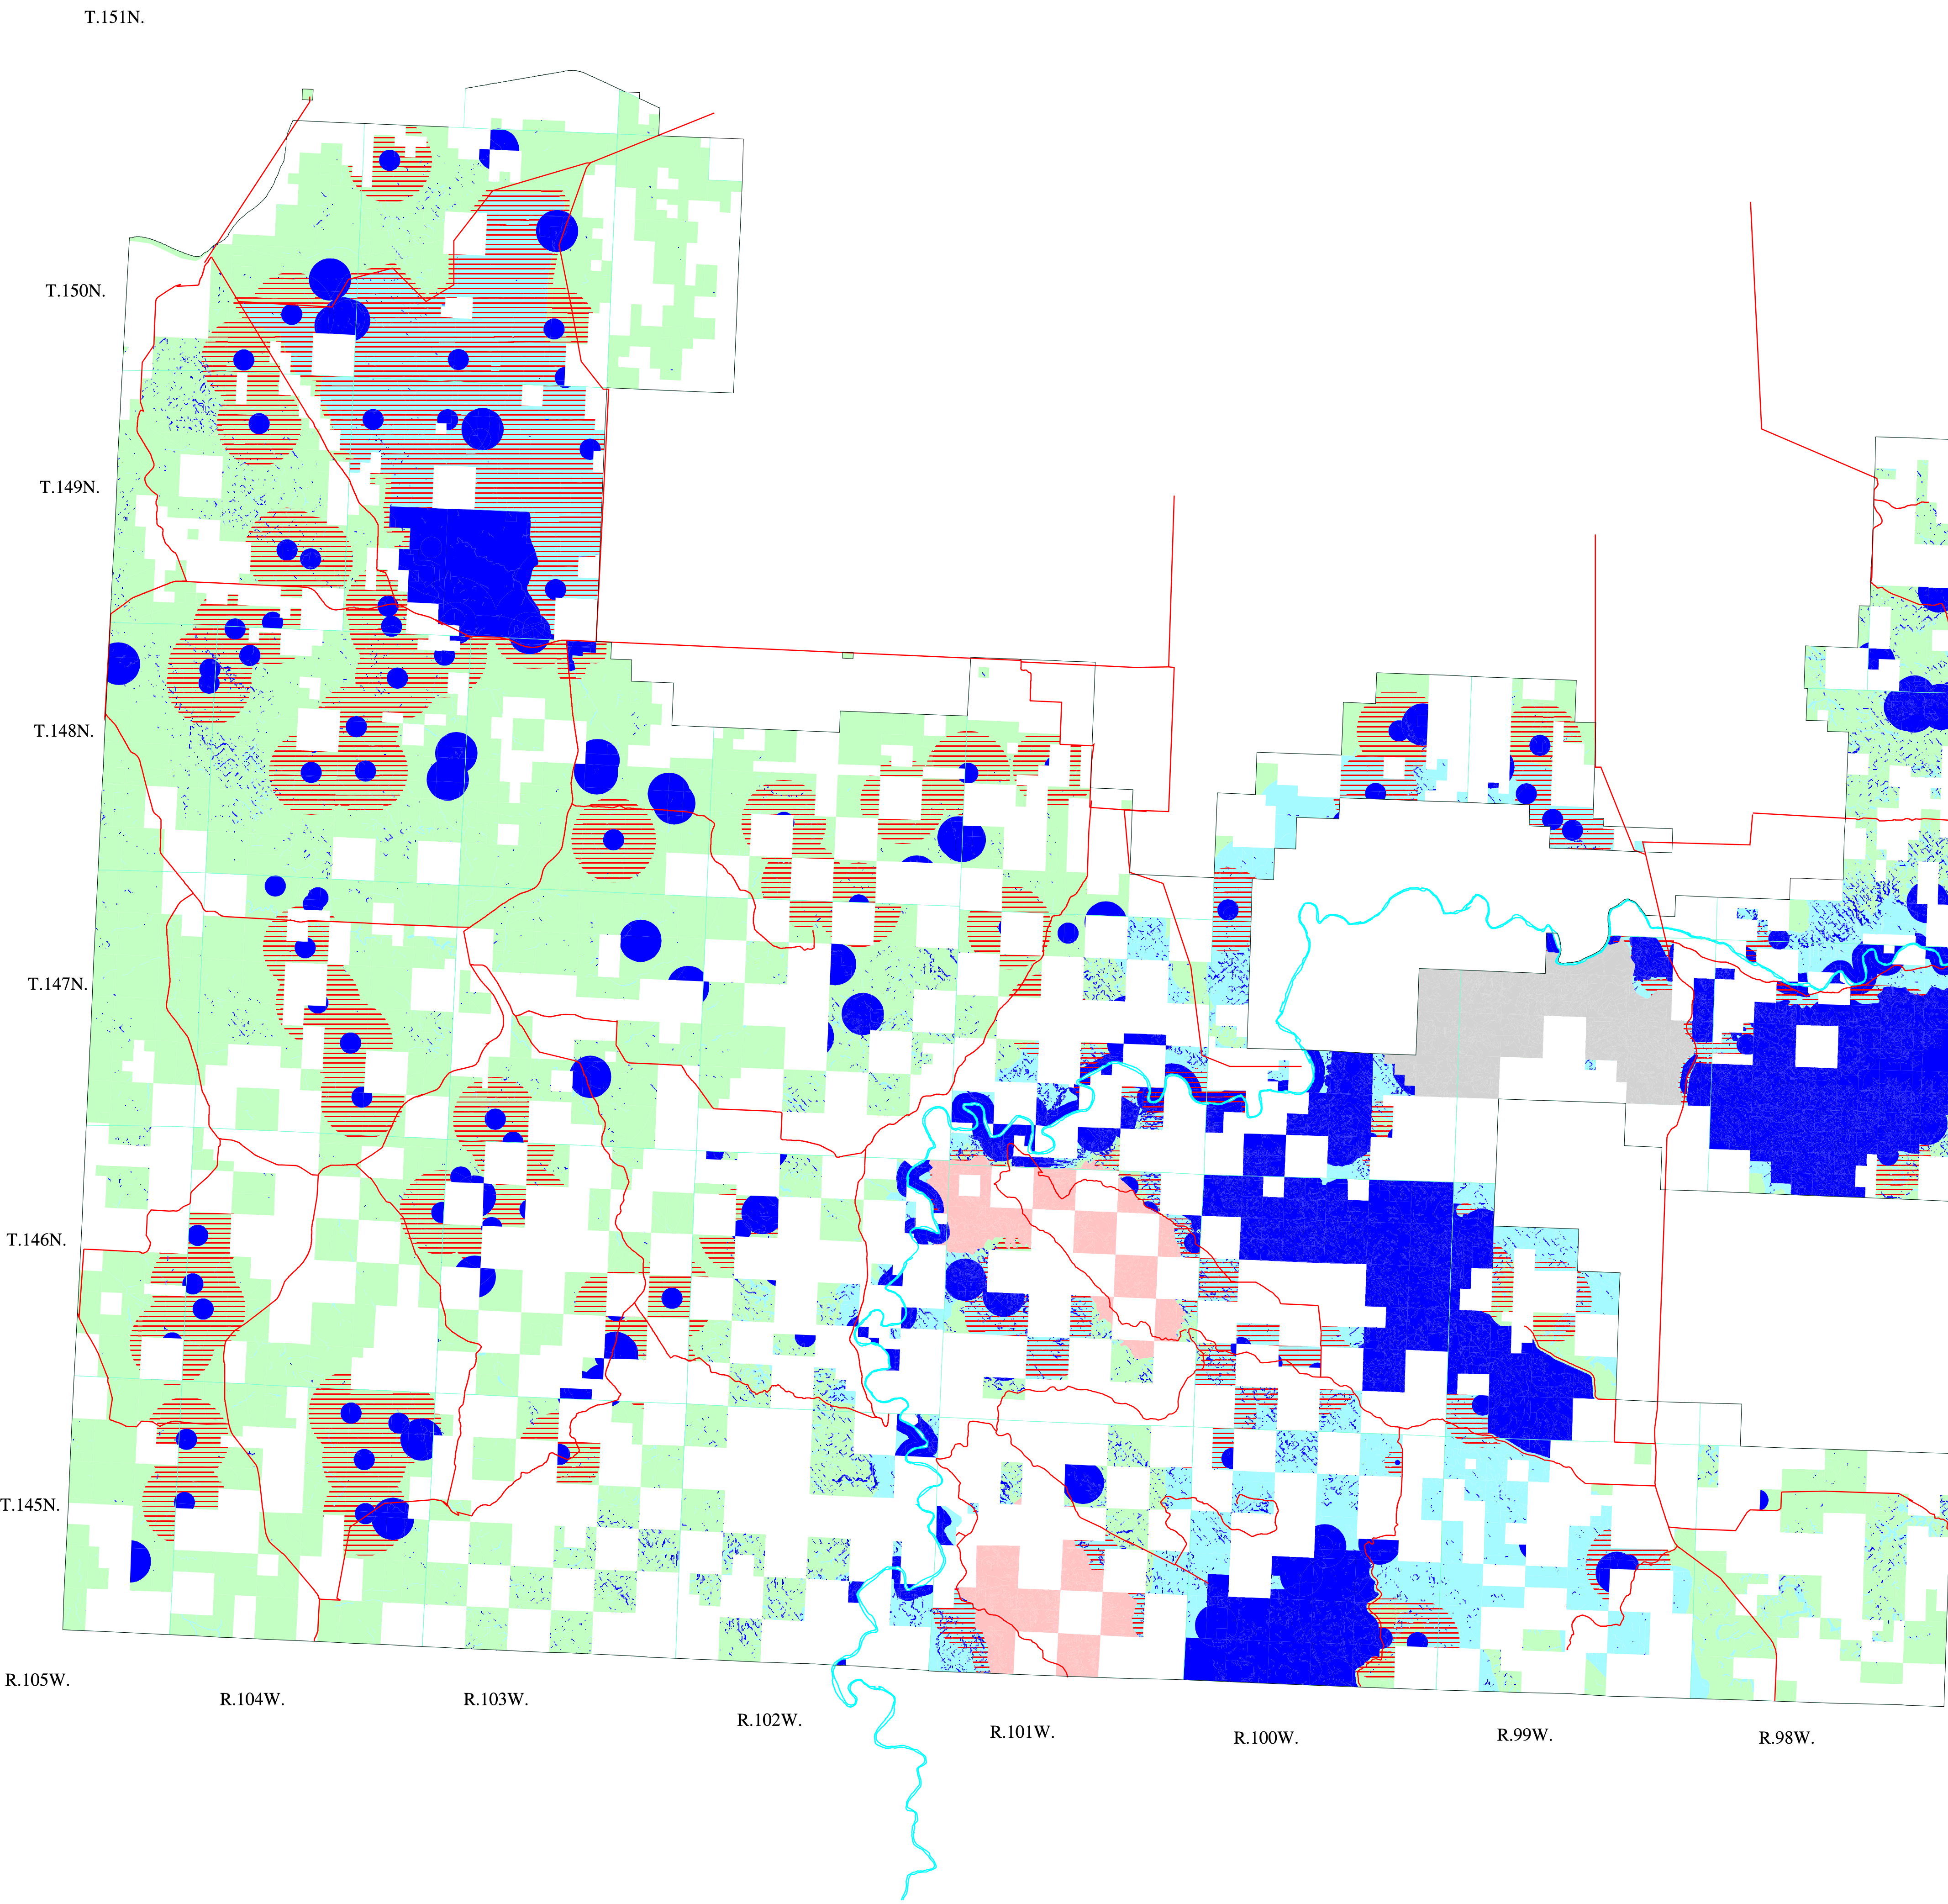 T.151N.
T.150N.
T.149N.
T.148N.
T.147N.
T.146N.
T.145N.
R.105W.
R.104W.
R.103W.
R.102W.
R.101W.
R.100W.
R.99W.
R.98W.